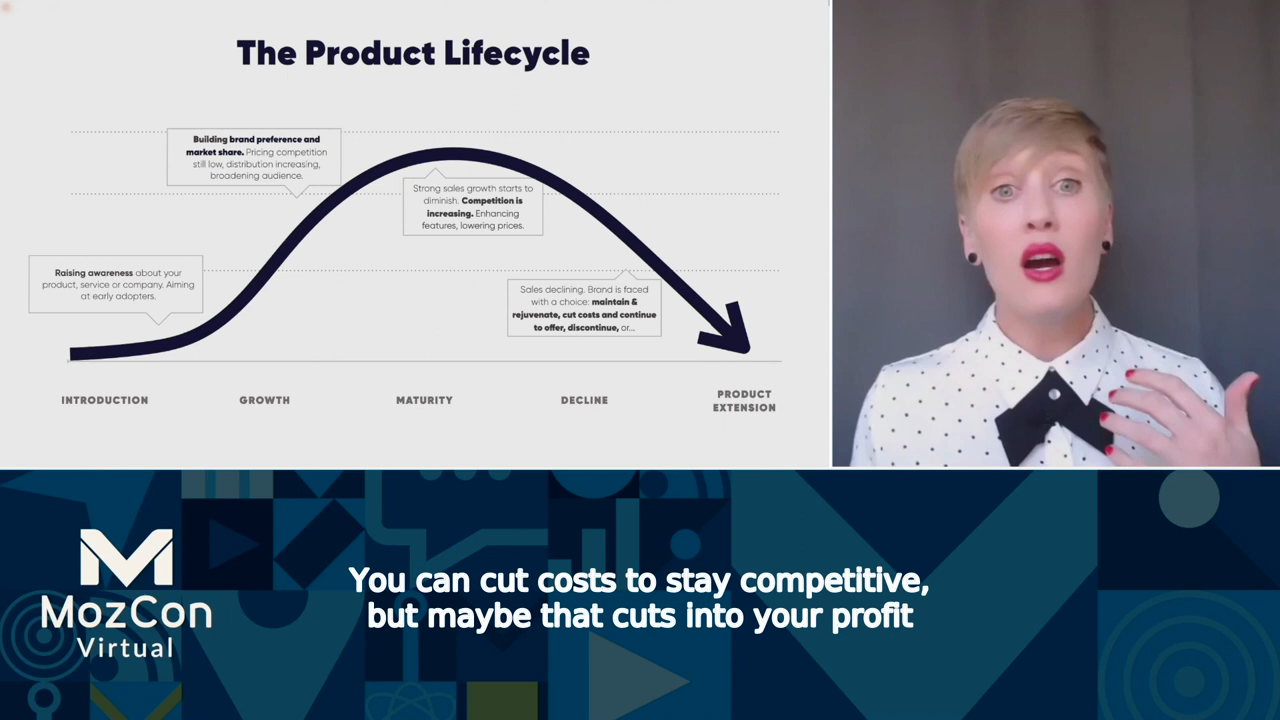 The Product Lifecycle
Building brand preference and
market share. Pricing competition
still low, distribution increasing,
broadening audience.
Strong sales growth starts to
diminish. Competition is
increasing. Enhancing
features, lowering prices.
Raising awareness about your
product, service or company. Aiming
at early adopters.
Sales declining. Brand is faced
with a choice: maintain &
rejuvenate, cut costs and continue
to offer, discontinue, or...
INTRODUCTION
GROWTH
MATURITY
DECLINE
PRODUCT
EXTENSION
MozCon
Virtual
You can cut costs to stay competitive,
but maybe that cuts into your profit